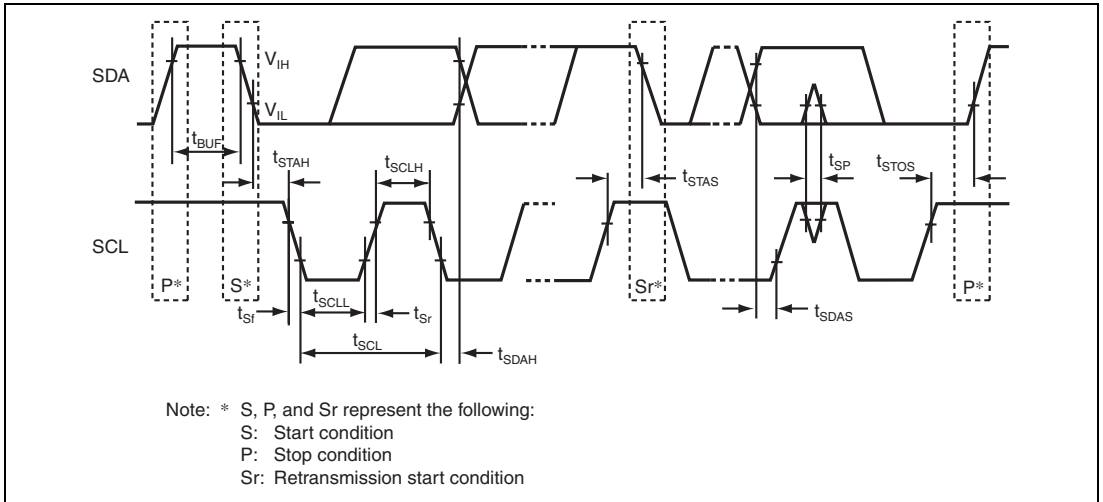 SDA
V_IH
V_IL
t_BUF
t_STAH
t_SCLH
t_STAS
t_SP
t_STOS
SCL
P*
S*
Sr*
P*
t_Sf
t_SCLL
t_Sr
t_SDAS
t_SCL
t_SDAH
Note: * S, P, and Sr represent the following:
S: Start condition
P: Stop condition
Sr: Retransmission start condition